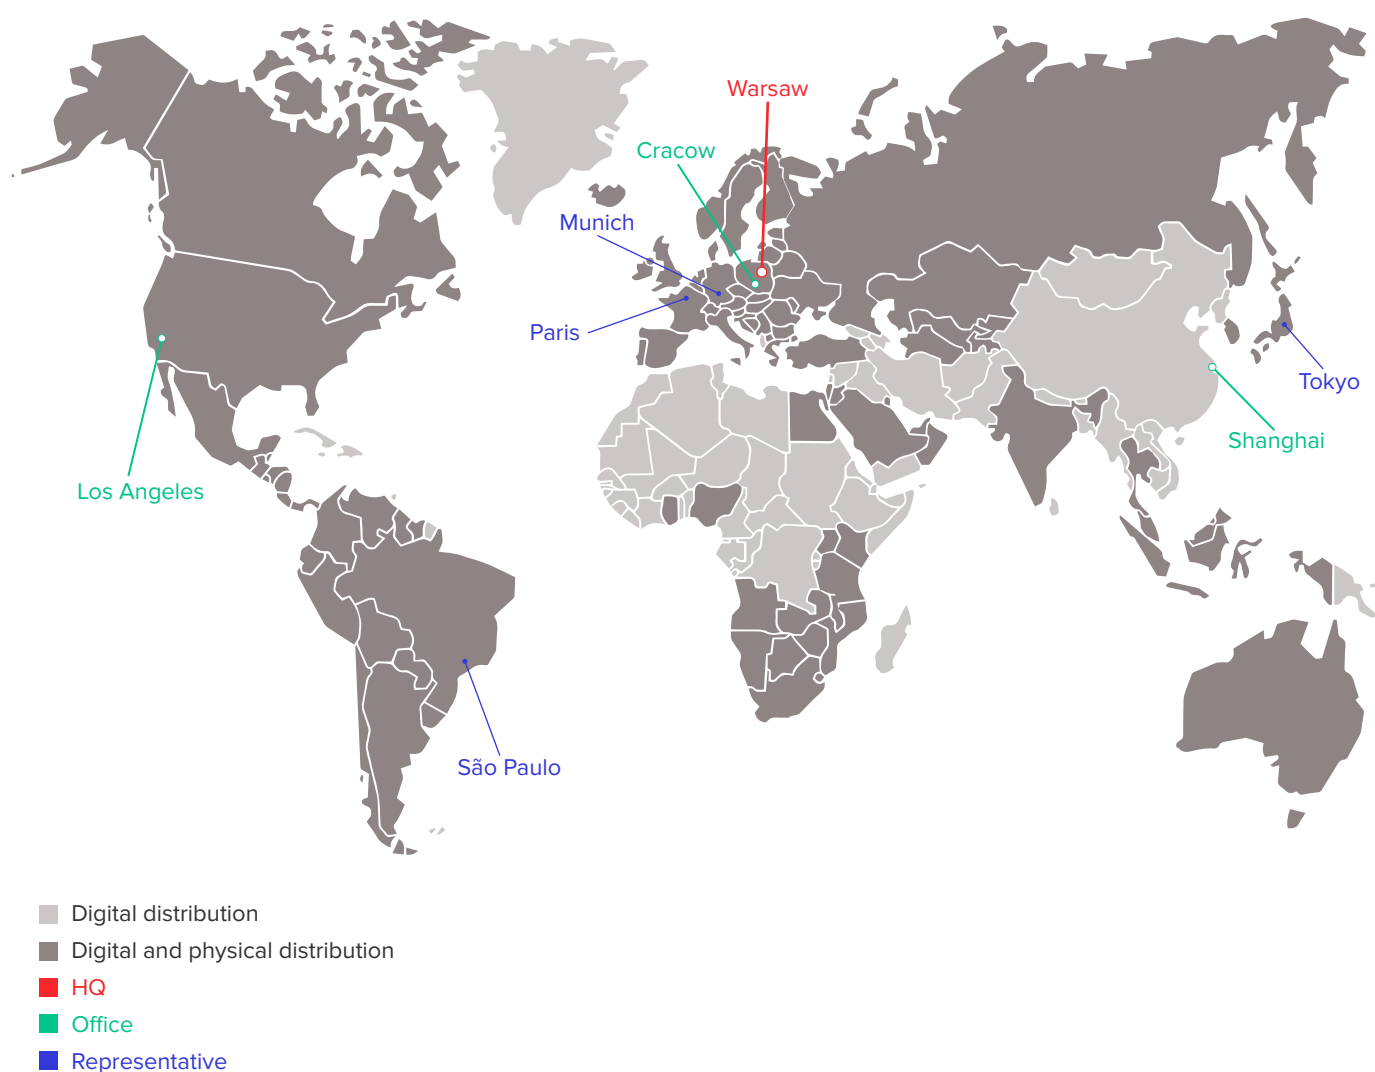 Warsaw
Cracow
Munich
Paris
Tokyo
Shanghai
Los Angeles
São Paulo
Digital distribution
Digital and physical distribution
HQ
Office
Representative